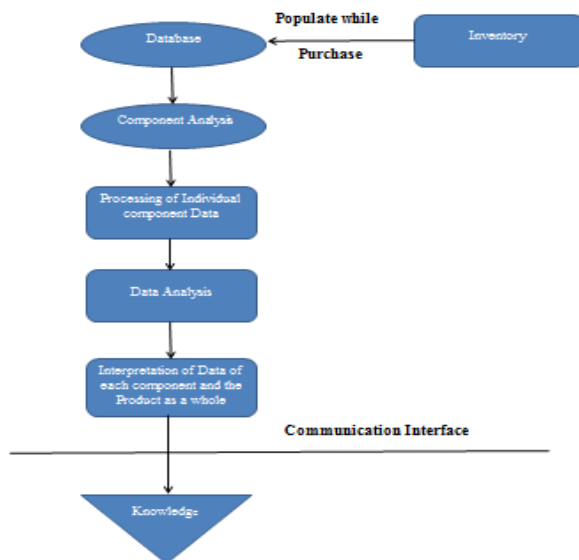 Populate while
Database
Inventory
Purchase
Component Analysis
Processing of Individual
component Data
Data Analysis
Interpretation of Data of
each component and the
Product as a whole
Communication Interface
Knowledge